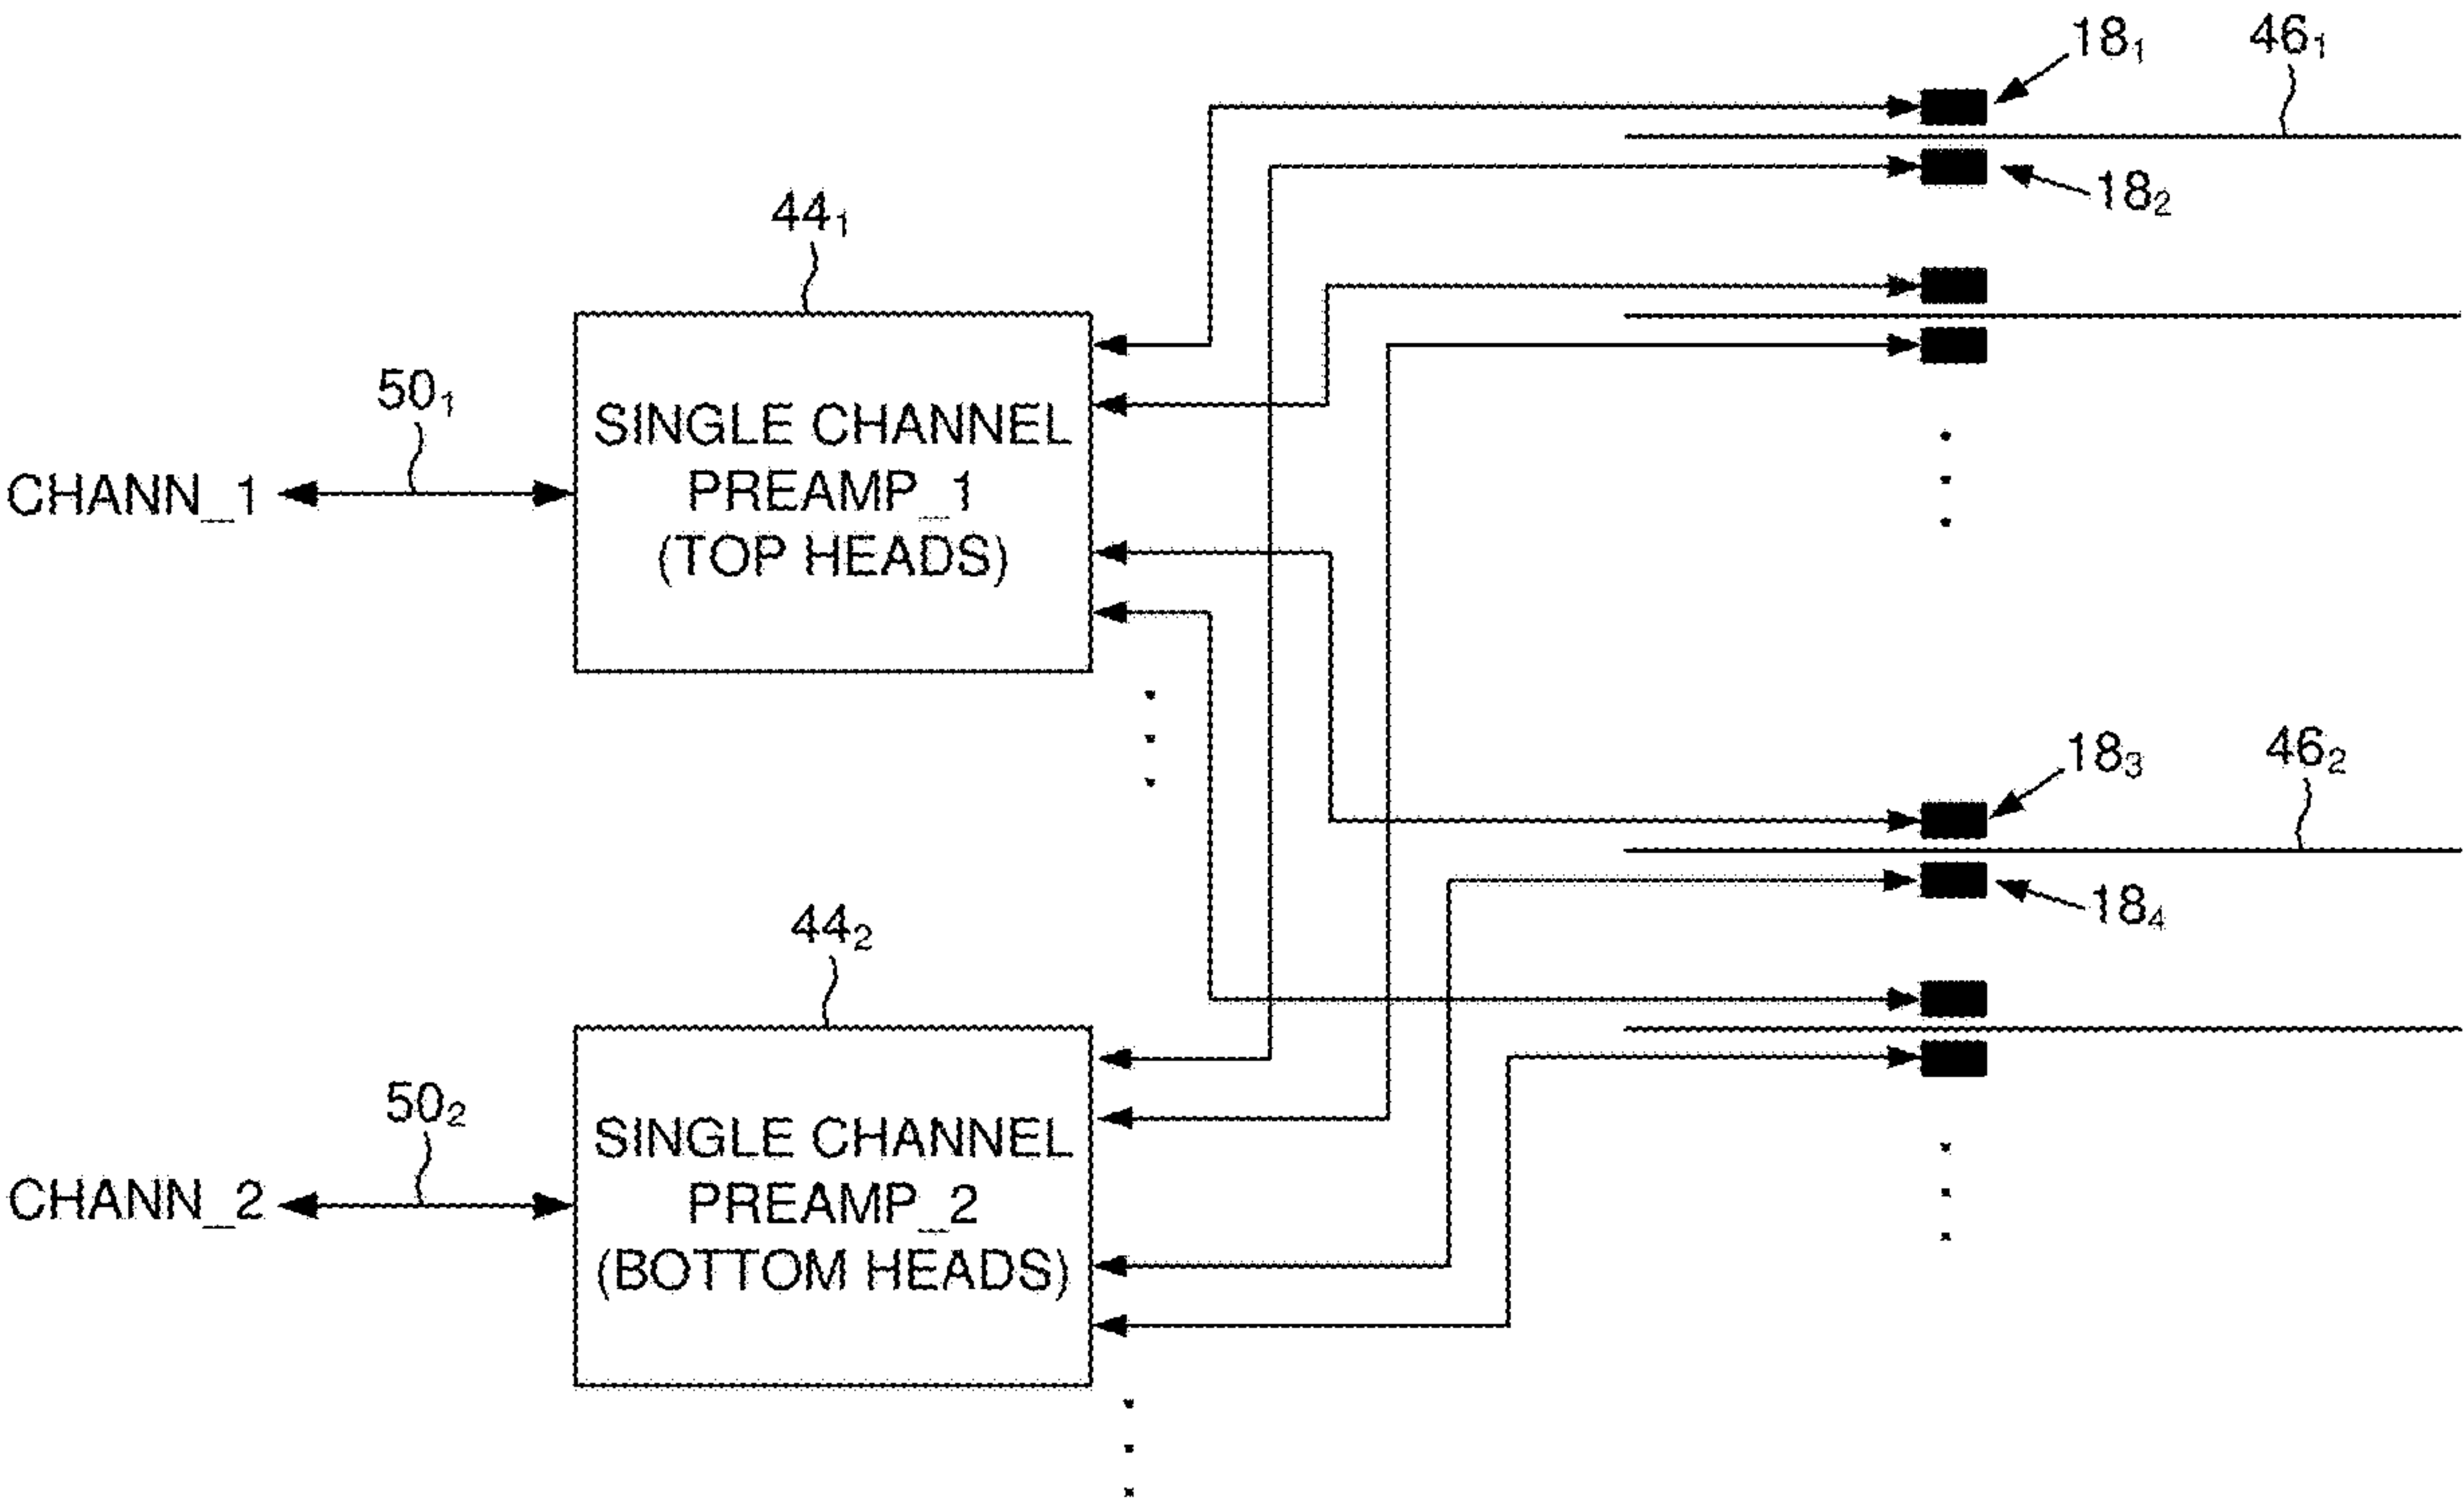 18₁
46₁
18₂
44₁
50₁
CHANN_1
SINGLE CHANNEL
PREAMP_1
(TOP HEADS)
18₃
46₂
18₄
44₂
50₂
CHANN_2
SINGLE CHANNEL
PREAMP_2
(BOTTOM HEADS)